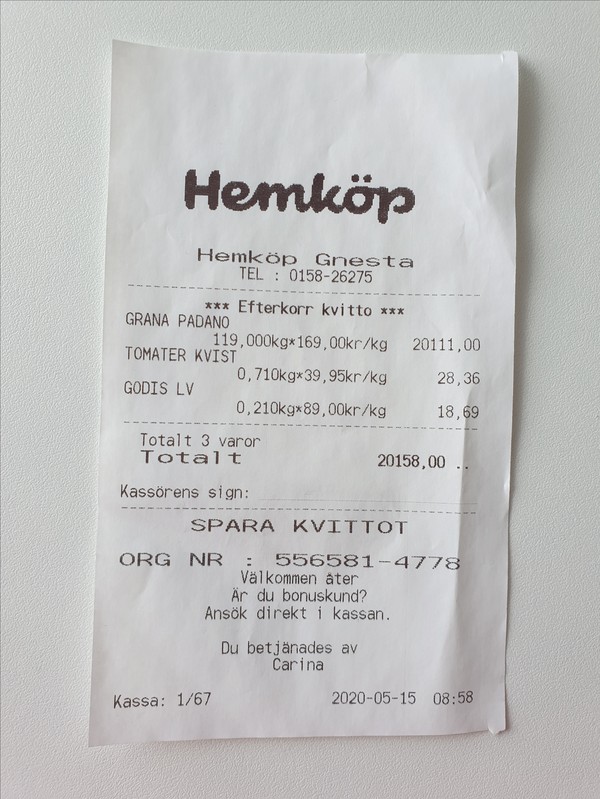 Hemköp
Hemköp Gnesta
TEL : 0158-26275
*** Efterkorr kvitto ***
GRANA PADANO
119,000kg*169,00kr/kg 20111,00
TOMATER KVIST
0,710kg*39,95kr/kg 28,36
GODIS LV
0,210kg*89,00kr/kg 18,69
Totalt 3 varor
Totalt 20158,00 ..
Kassörens sign:
SPARA KVITTOT
ORG NR : 556581-4778
Välkommen åter
Är du bonuskund?
Ansök direkt i kassan.
Du betjänades av
Carina
Kassa: 1/67 2020-05-15 08:58